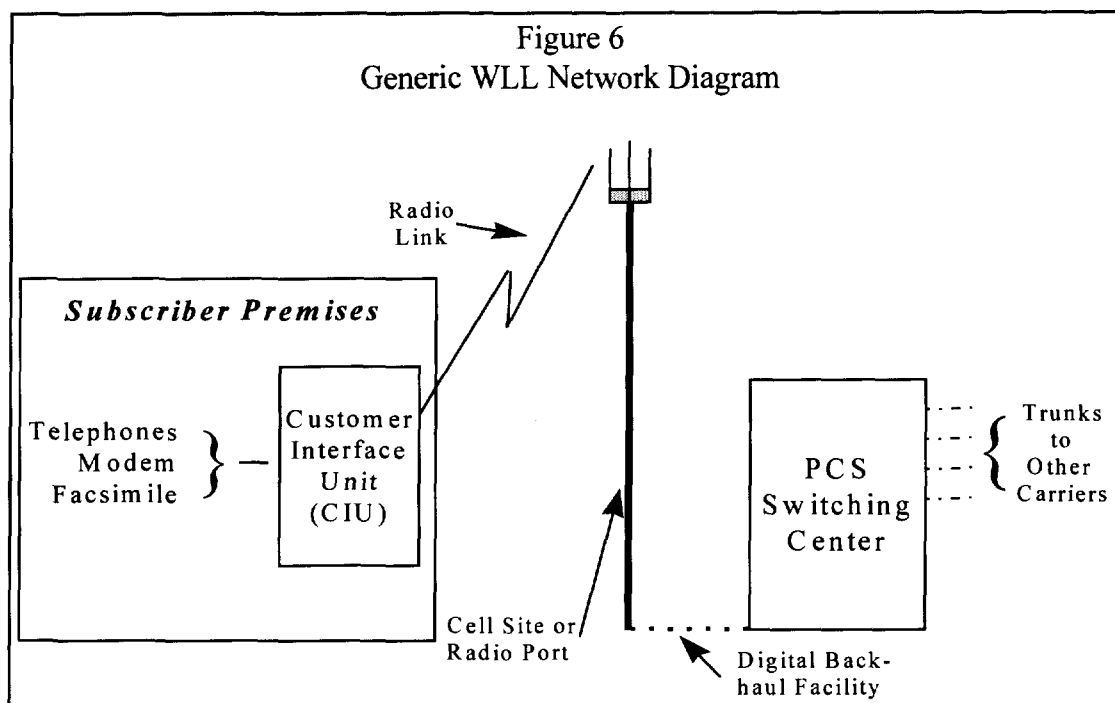 Figure 6
Generic WLL Network Diagram
Radio
Link
Subscriber Premises
Telephones
Modem
Facsimile
Customer
Interface
Unit
(CIU)
Cell Site or
Radio Port
Digital Back-
haul Facility
PCS
Switching
Center
Trunks
to
Other
Carriers